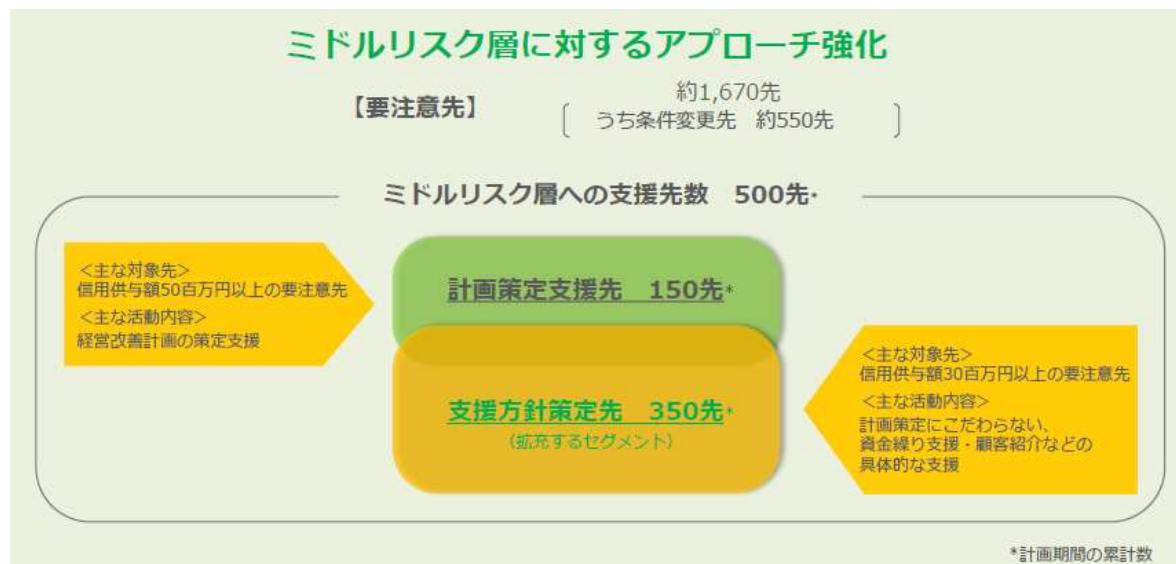 ミドルリスク層に対するアプローチ強化
【要注意先】
約1,670先
うち条件変更先 約550先
ミドルリスク層への支援先数 500先*
<主な対象先>
信用供与額50百万円以上の要注意先
<主な活動内容>
経営改善計画の策定支援
計画策定支援先 150先*
支援方針策定先 350先*
(拡充するセグメント)
<主な対象先>
信用供与額30百万円以上の要注意先
<主な活動内容>
計画策定にこだわらない、
資金繰り支援・顧客紹介などの
具体的な支援
*計画期間の累計数